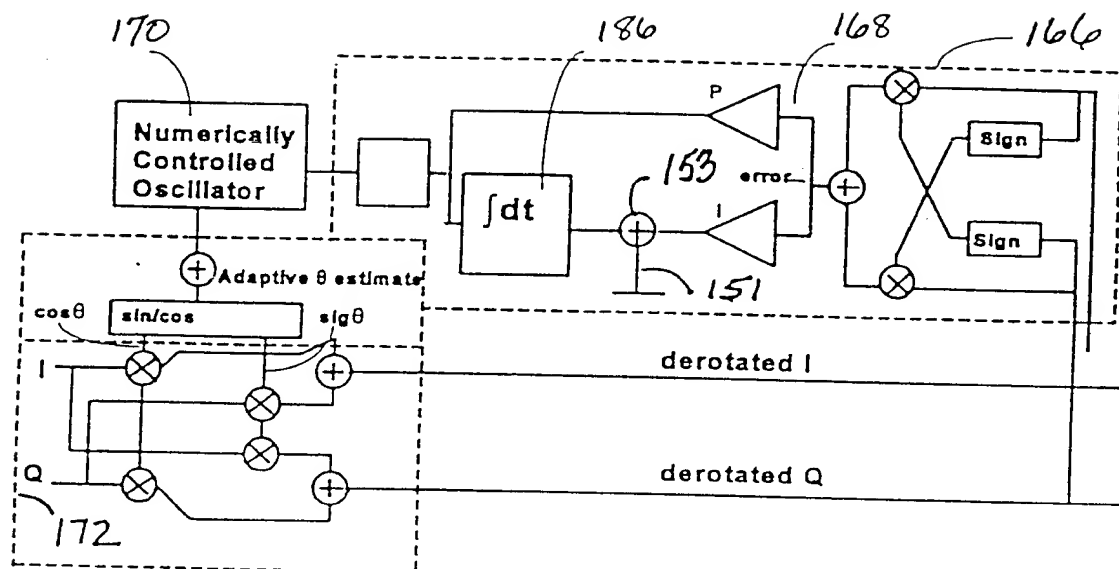 170
186
168
166
P
Numerically
Controlled
Oscillator
Sign
∫dt
153
error
I
Sign
151
Adaptive θ estimate
cosθ
sin/cos
sigθ
I
derotated I
Q
derotated Q
172